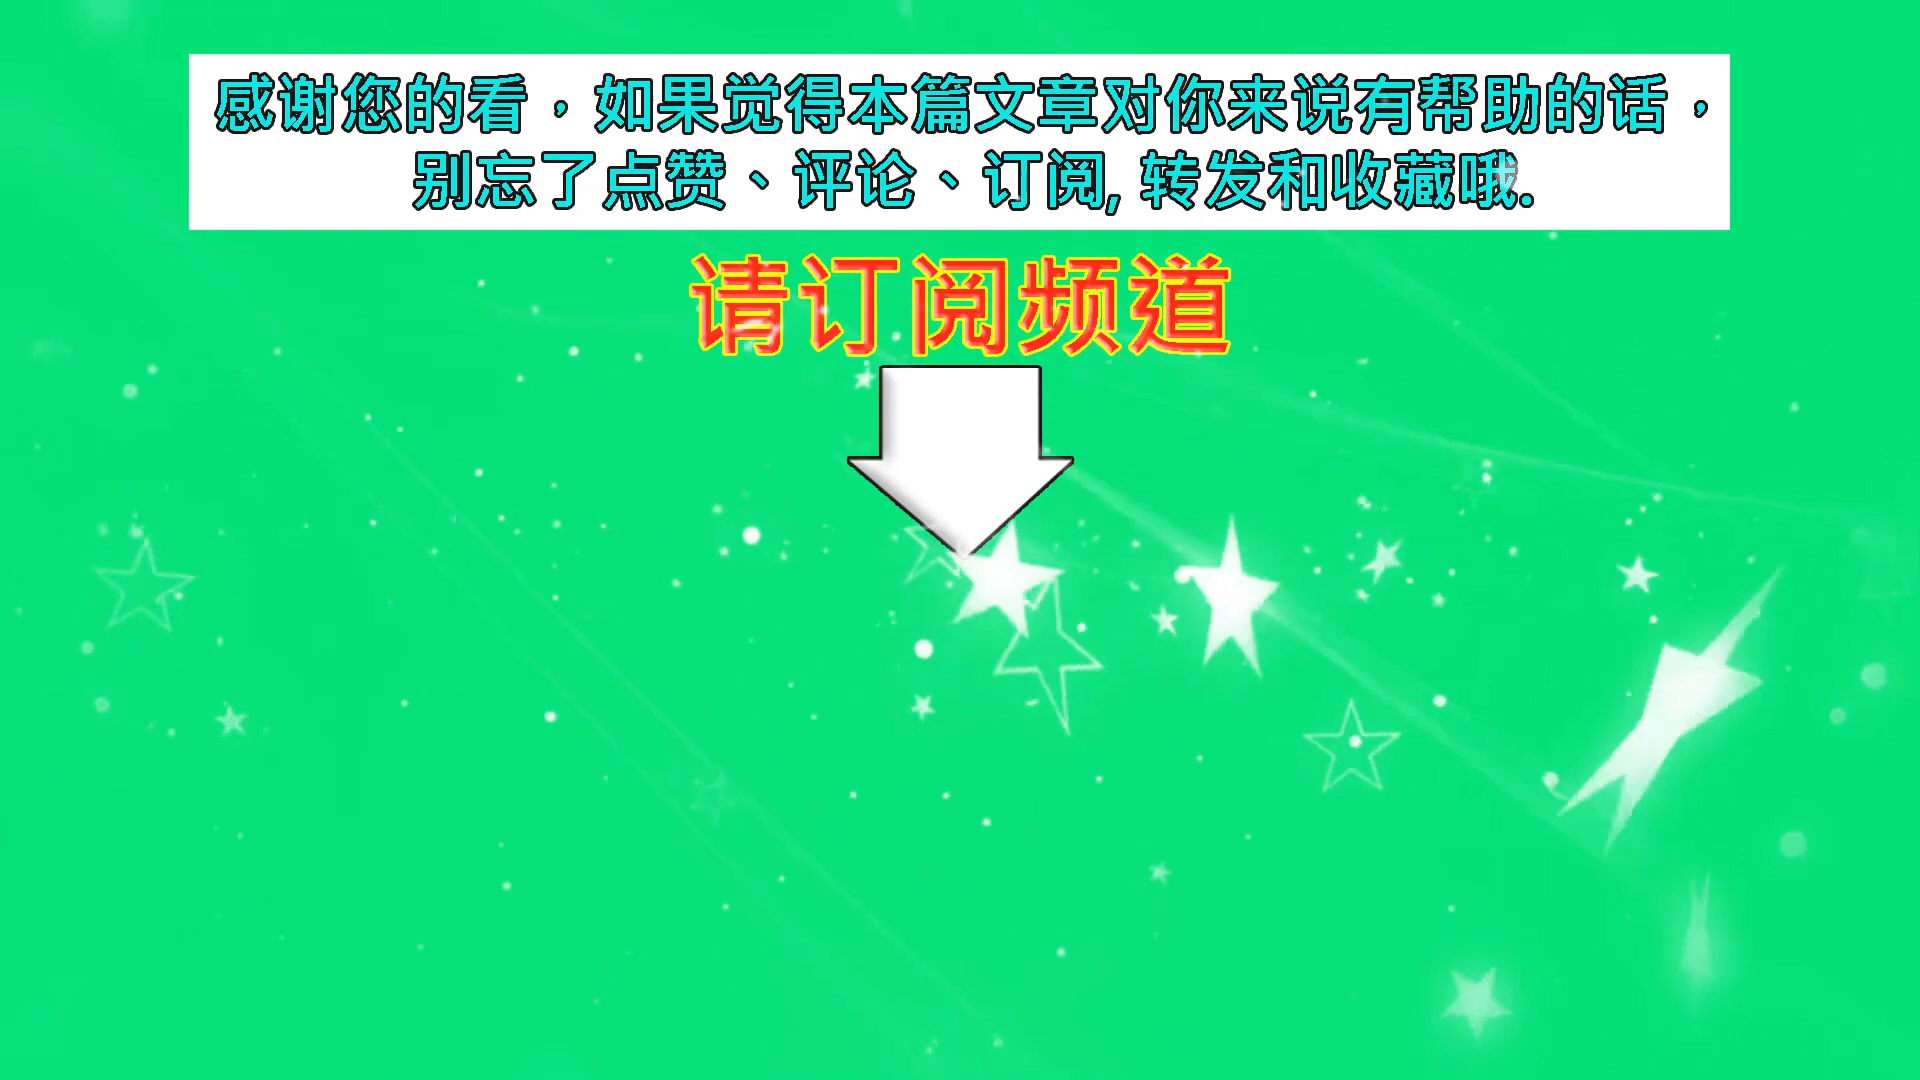 感谢您的看，如果觉得本篇文章对你来说有帮助的话，
别忘了点赞、评论、订阅, 转发和收藏哦.
请订阅频道